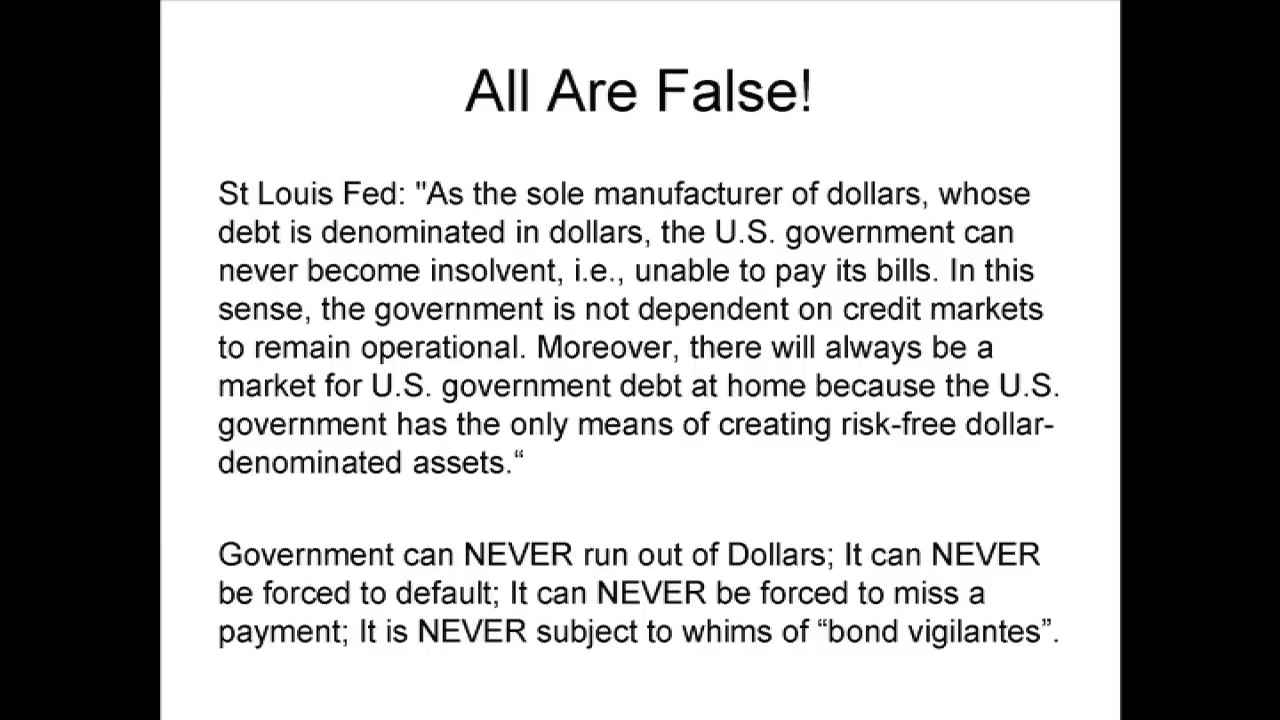 All Are False!
St Louis Fed: "As the sole manufacturer of dollars, whose
debt is denominated in dollars, the U.S. government can
never become insolvent, i.e., unable to pay its bills. In this
sense, the government is not dependent on credit markets
to remain operational. Moreover, there will always be a
market for U.S. government debt at home because the U.S.
government has the only means of creating risk-free dollar-
denominated assets.“
Government can NEVER run out of Dollars; It can NEVER
be forced to default; It can NEVER be forced to miss a
payment; It is NEVER subject to whims of “bond vigilantes”.